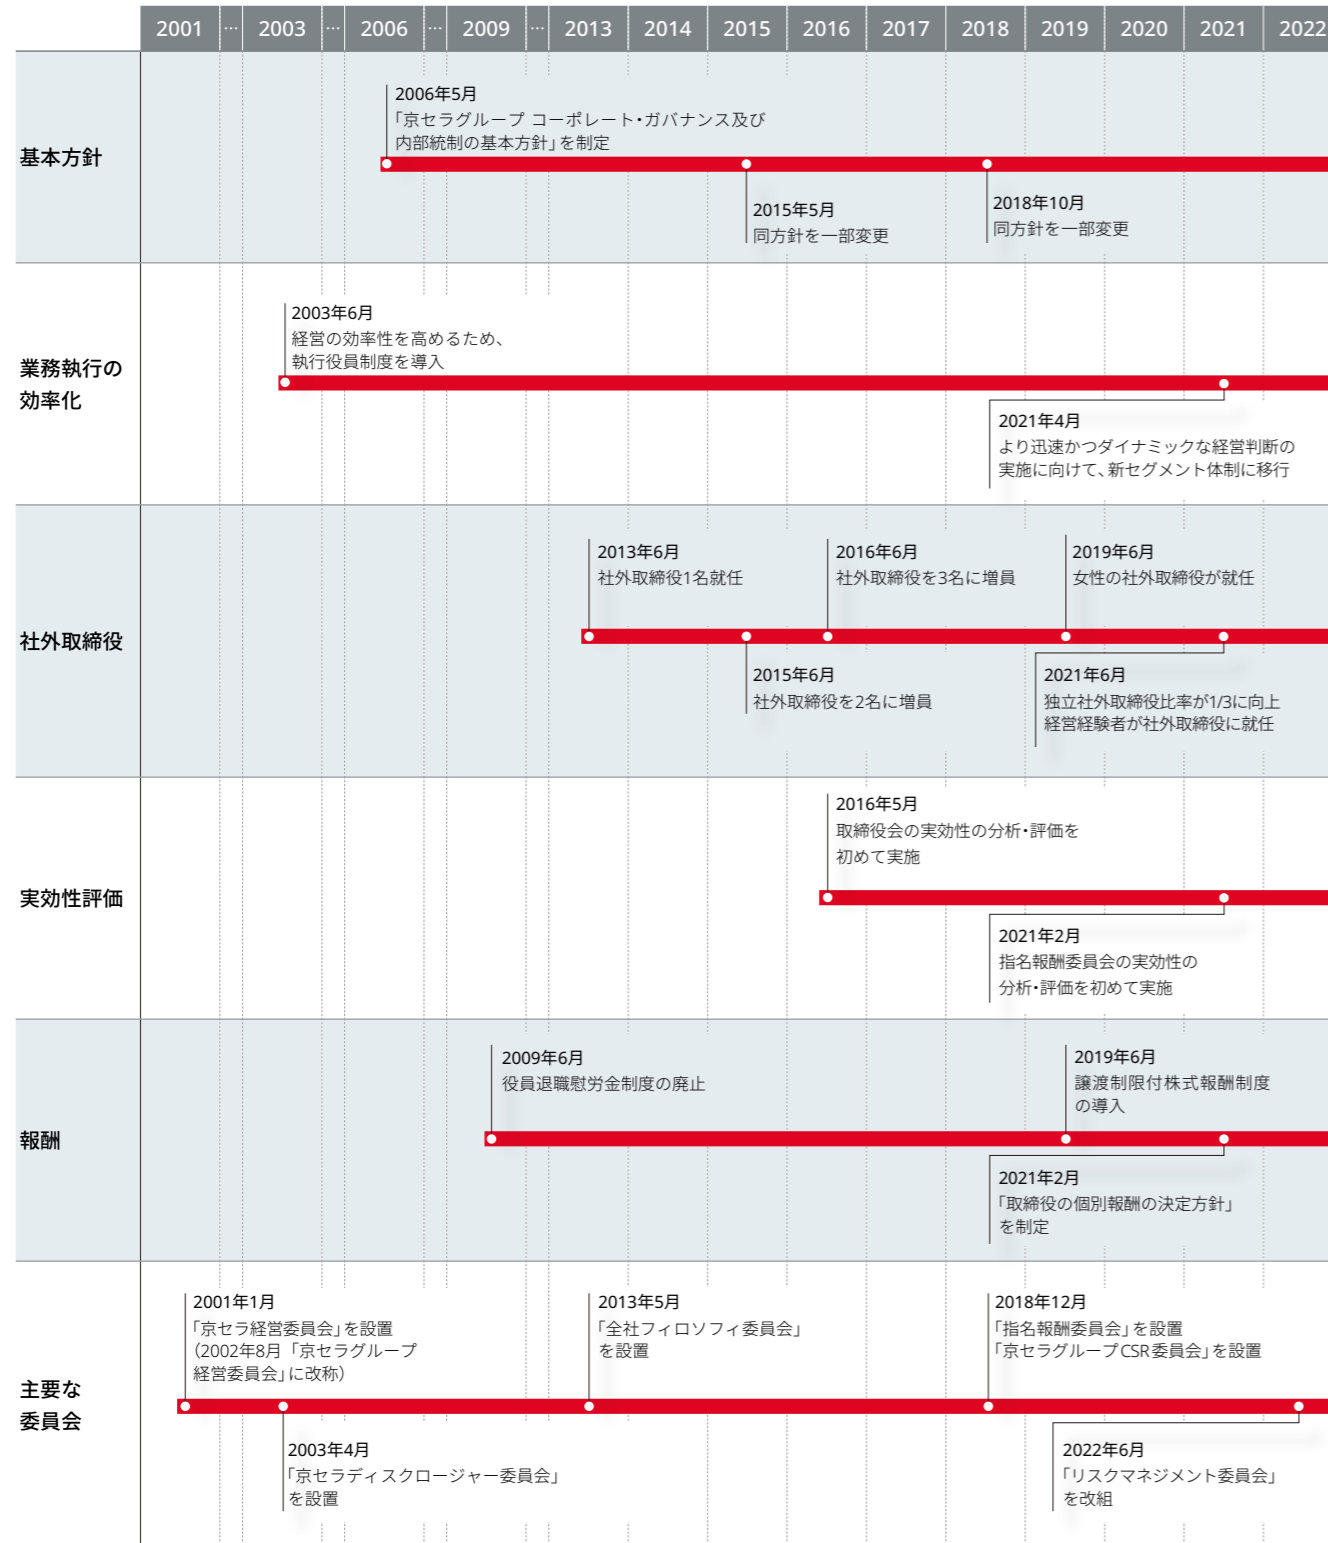 2001 … 2003 … 2006 … 2009 … 2013 2014 2015 2016 2017 2018 2019 2020 2021 2022
基本方針
2006年5月
「京セラグループ コーポレート・ガバナンス及び
内部統制の基本方針」を制定
2015年5月
同方針を一部変更
2018年10月
同方針を一部変更
業務執行の
効率化
2003年6月
経営の効率性を高めるため、
執行役員制度を導入
2021年4月
より迅速かつダイナミックな経営判断の
実施に向けて、新セグメント体制に移行
社外取締役
2013年6月
社外取締役1名就任
2015年6月
社外取締役を2名に増員
2016年6月
社外取締役を3名に増員
2019年6月
女性の社外取締役が就任
2021年6月
独立社外取締役比率が1/3に向上
経営経験者が社外取締役に就任
実効性評価
2016年5月
取締役会の実効性の分析・評価を
初めて実施
2021年2月
指名報酬委員会の実効性の
分析・評価を初めて実施
報酬
2009年6月
役員退職慰労金制度の廃止
2019年6月
譲渡制限付株式報酬制度
の導入
2021年2月
「取締役の個別報酬の決定方針」
を制定
主要な
委員会
2001年1月
「京セラ経営委員会」を設置
（2002年8月 「京セラグループ
経営委員会」に改称）
2003年4月
「京セラディスクロージャー委員会」
を設置
2013年5月
「全社フィロソフィ委員会」
を設置
2018年12月
「指名報酬委員会」を設置
「京セラグループCSR委員会」を設置
2022年6月
「リスクマネジメント委員会」
を改組